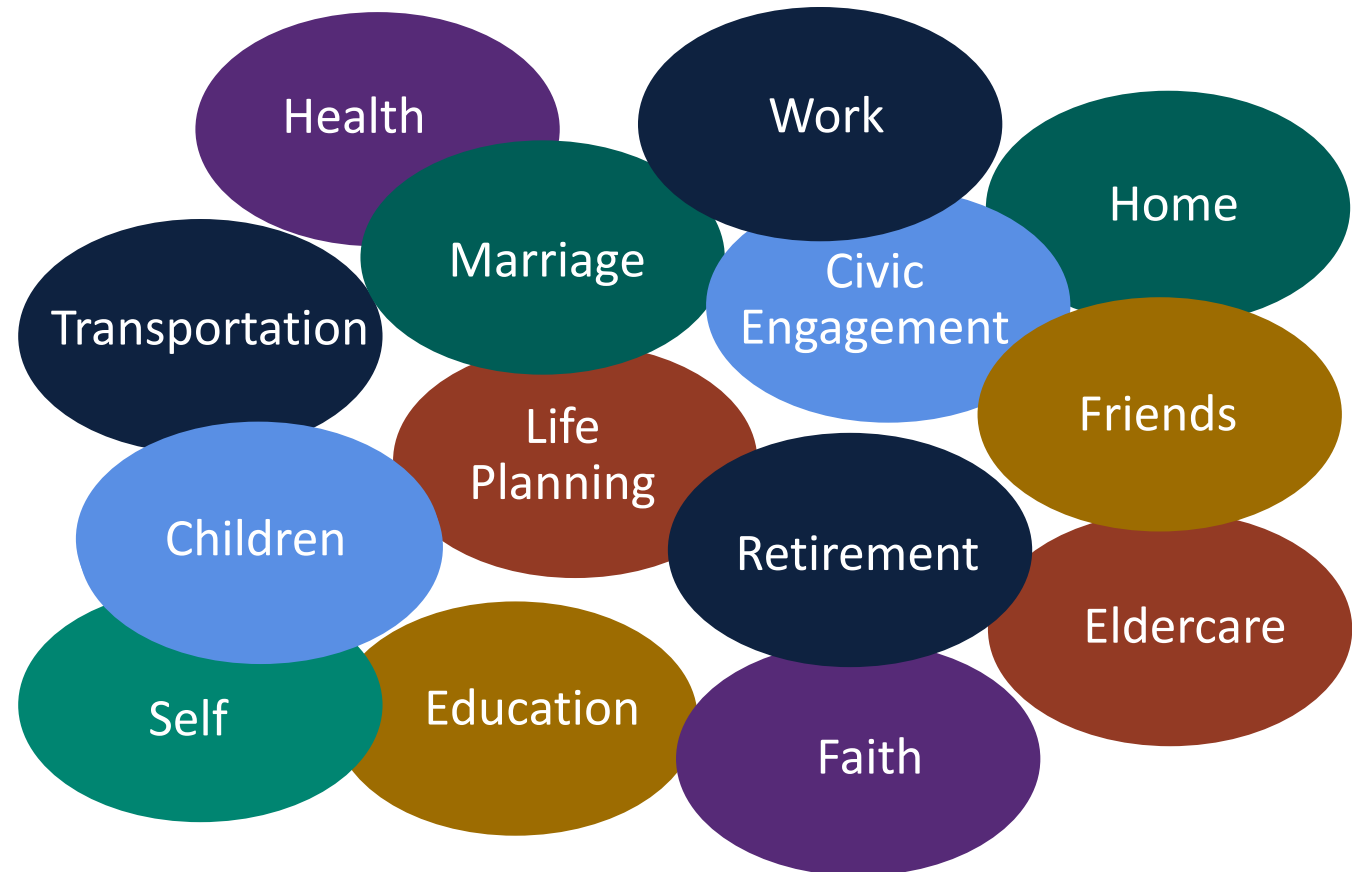 Health
Work
Home
Marriage
Civic
Engagement
Transportation
Friends
Life
Planning
Children
Retirement
Eldercare
Self
Education
Faith